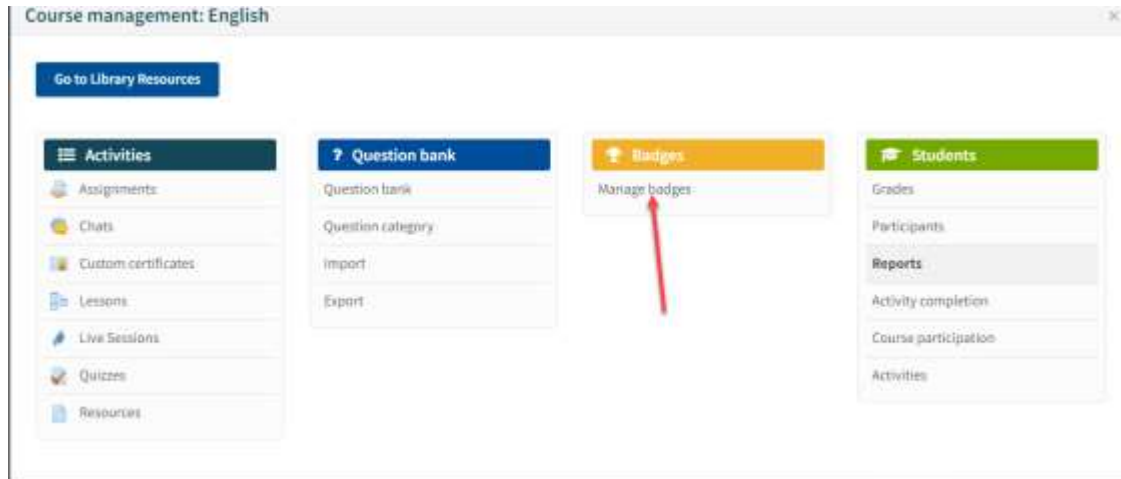 Course management: English
×
Go to Library Resources
Activities
Assignments
Chats
Custom certificates
Lessons
Live Sessions
Quizzes
Resources
? Question bank
Question bank
Question category
Import
Export
Badges
Manage badges
Students
Grades
Participants
Reports
Activity completion
Course participation
Activities